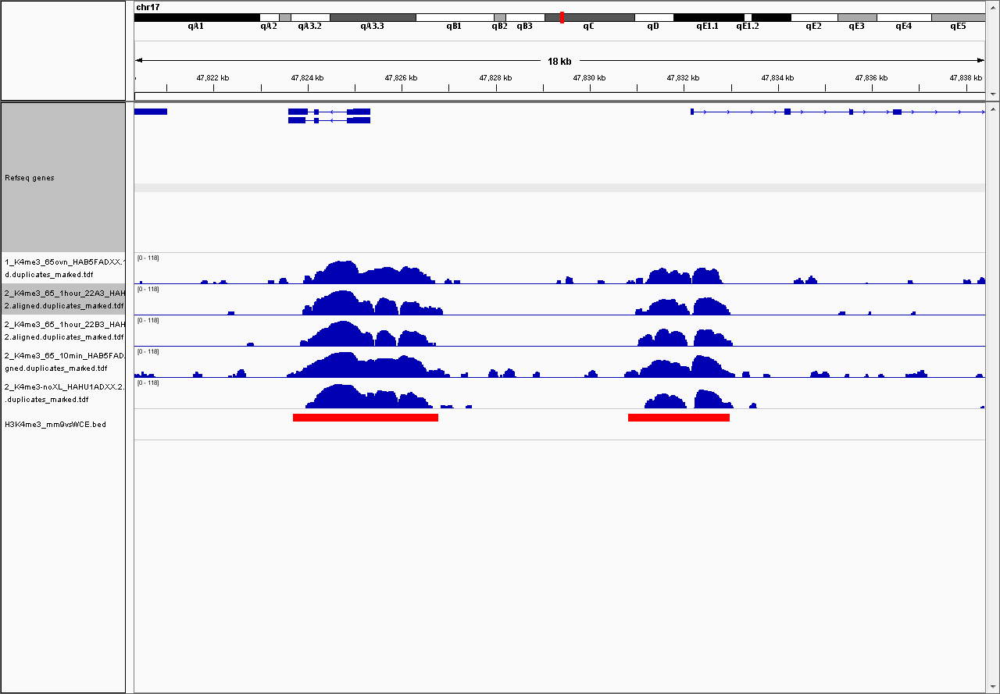 chr17
qA1 qA2 qA3.2 qA3.3 qB1 qB2 qB3 qC qD qE1.1 qE1.2 qE2 qE3 qE4 qE5
18 kb
47,822 kb 47,824 kb 47,826 kb 47,828 kb 47,830 kb 47,832 kb 47,834 kb 47,836 kb 47,838 kb
Refseq genes
[0 - 118]
1_K4me3_65ovn_HAB5FADXX.1
d.duplicates_marked.tdf
[0 - 118]
2_K4me3_65_1hour_22A3_HAH
2.aligned.duplicates_marked.tdf
[0 - 118]
2_K4me3_65_1hour_22B3_HAH
2.aligned.duplicates_marked.tdf
[0 - 118]
2_K4me3_65_10min_HAB5FAD.
gned.duplicates_marked.tdf
[0 - 118]
2_K4me3-noXL_HAHU1ADXX.2.
.duplicates_marked.tdf
H3K4me3_mm9vsWCE.bed